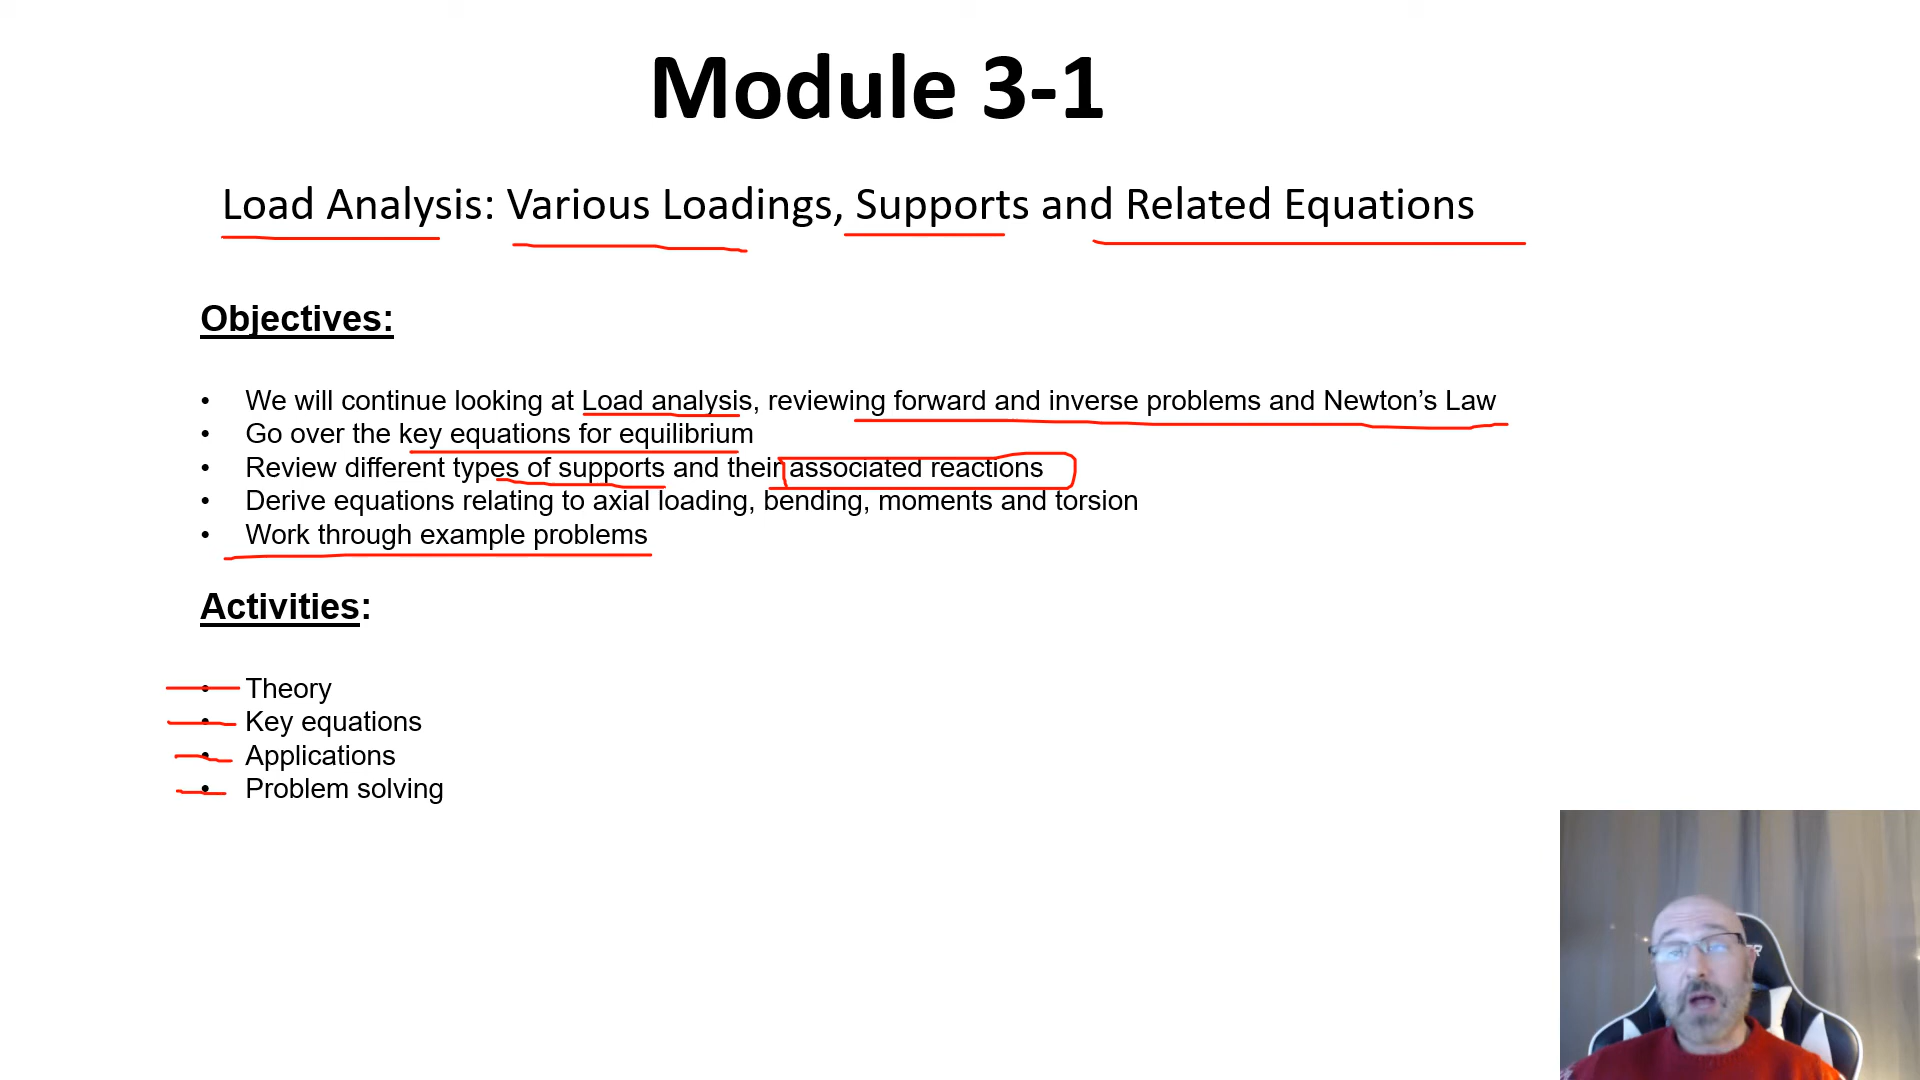 Module 3-1
Load Analysis: Various Loadings, Supports and Related Equations
Objectives:
• We will continue looking at Load analysis, reviewing forward and inverse problems and Newton’s Law
• Go over the key equations for equilibrium
• Review different types of supports and their associated reactions
• Derive equations relating to axial loading, bending, moments and torsion
• Work through example problems
Activities:
• Theory
• Key equations
• Applications
• Problem solving